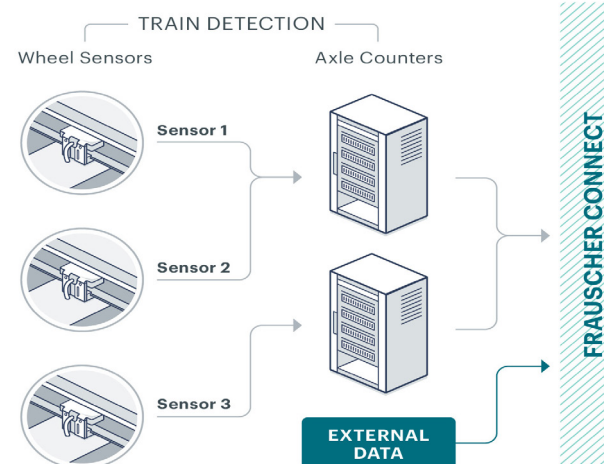 TRAIN DETECTION
Wheel Sensors
Axle Counters
Sensor 1
Sensor 2
Sensor 3
EXTERNAL
DATA
FRAUSCHER CONNECT